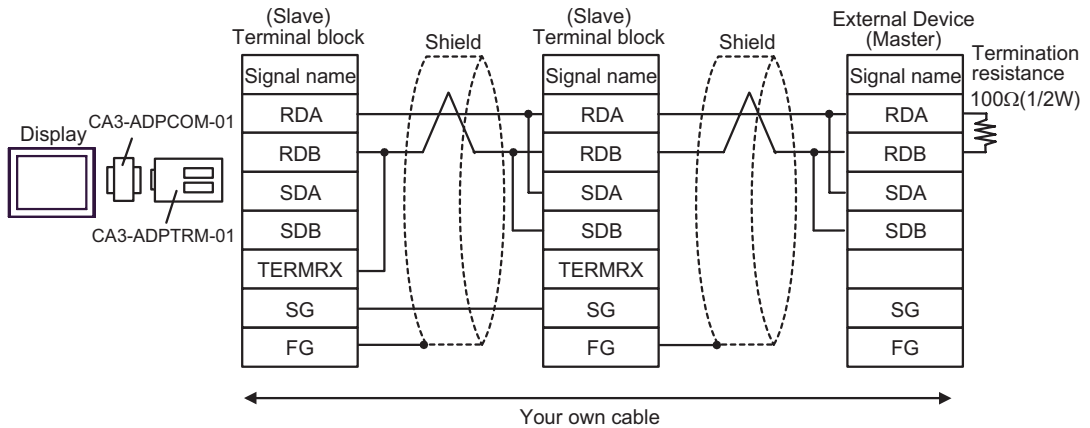 Display
CA3-ADPCOM-01
CA3-ADPTRM-01
(Slave)
Terminal block
Signal name
RDA
RDB
SDA
SDB
TERMRX
SG
FG
Shield
(Slave)
Terminal block
Signal name
RDA
RDB
SDA
SDB
TERMRX
SG
FG
Shield
External Device
(Master)
Signal name
RDA
RDB
SDA
SDB
SG
FG
Termination
resistance
100Ω(1/2W)
Your own cable